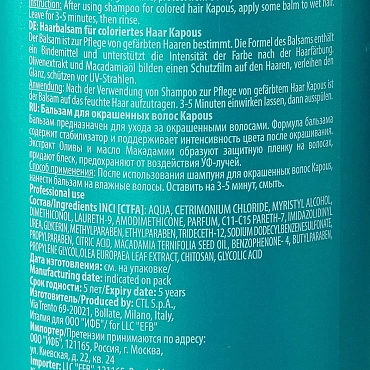 Instruction: After using shampoo for colored hair Kapous, apply some balm to wet hair.
Leave for 3-5 minutes, then rinse.
DE: Haarbalsam für coloriertes Haar Kapous
Der Balsam ist zur Pflege von gefärbten Haaren bestimmt. Die Formel des Balsams enthält
ein Bindemittel und unterstützt die Intensität der Farbe nach der Haarfärbung.
Olivenextrakt und Macadamiaöl bilden einen Schutzfilm auf den Haaren, verleihen den
Glanz, schützen vor UV-Strahlen.
Anwendung: Nach der Verwendung von Shampoo zur Pflege von gefärbtem Haar Kapous ist
der Balsam auf das feuchte Haar aufzutragen. 3-5 Minuten einwirken lassen, dann ausspülen.
RU: Бальзам для окрашенных волос Kapous
Бальзам предназначен для ухода за окрашенными волосами. Формула бальзама
содержит стабилизатор и поддерживает интенсивность цвета после окрашивания.
Экстракт Оливы и масло Макадамии образуют защитную пленку на волосах,
придают блеск, предохраняют от воздействия УФ-лучей.
Способ применения: После использования шампуня для окрашенных волос Kapous,
нанести бальзам на влажные волосы. Оставить на 3-5 минут, смыть.
Professional use
Состав/Ingredients INCI (CTFA): AQUA, CETRIMONIUM CHLORIDE, MYRISTYL ALCOHOL,
DIMETHICONOL, LAURETH-9, AMODIMETHICONE, PARFUM, C11-C15 PARETH-7, IMIDAZOLIDINYL
UREA, GLYCERIN, METHYLPARABEN, ETHYLPARABEN, TRIDECETH-12, SODIUM DODECYLBENZENESULFONATE,
PROPYLPARABEN, CITRIC ACID, MACADAMIA TERNIFOLIA SEED OIL, BENZOPHENONE-4, BUTYLPARABEN,
PROPYLENE GLYCOL, OLEA EUROPAEA LEAF EXTRACT, CHITOSAN, GLYCOLIC ACID
Дата изготовления: см. на упаковке/
Manufacturing date: indicated on pack
Срок годности: 5 лет/Expiry date: 5 years
Изготовитель/Produced by: CTL S.p.A.,
Via Trento 69- 20021, Bollate, Milano, Italy,
Италия для ООО "ИФБ"/ for LLC "EFB"
Импортер/Претензии принимаются по адресу:
ООО "ИФБ", 121165, Россия, г. Москва,
ул. Киевская, д. 22, кв. 24
Importer: LLC "EFB", 121165,